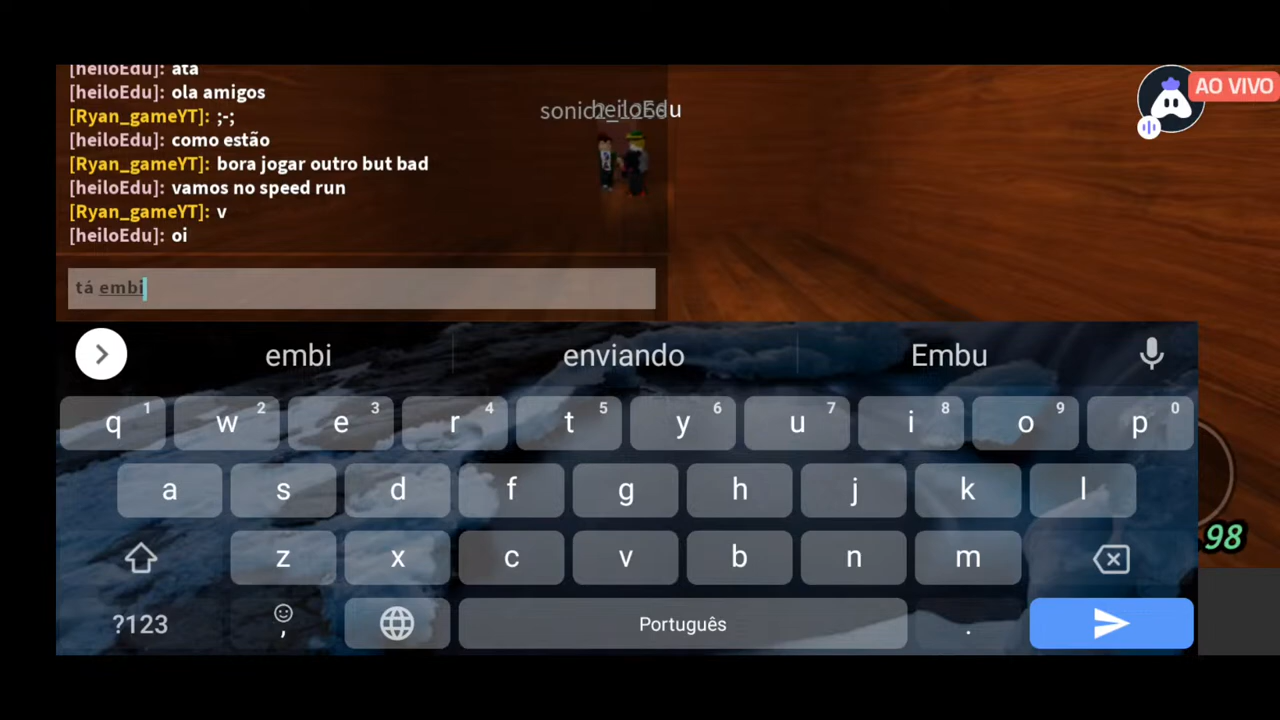 [heiloEdu]: ata
[heiloEdu]: ola amigos
[Ryan_gameYT]: ;-;
[heiloEdu]: como estão
[Ryan_gameYT]: bora jogar outro but bad
[heiloEdu]: vamos no speed run
[Ryan_gameYT]: v
[heiloEdu]: oi
heiloEdu
AO VIVO
tá embi
embi enviando Embu
q 1 w 2 e 3 r 4 t 5 y 6 u 7 i 8 o 9 p 0
a s d f g h j k l
z x c v b n m
?123 , Português .
98